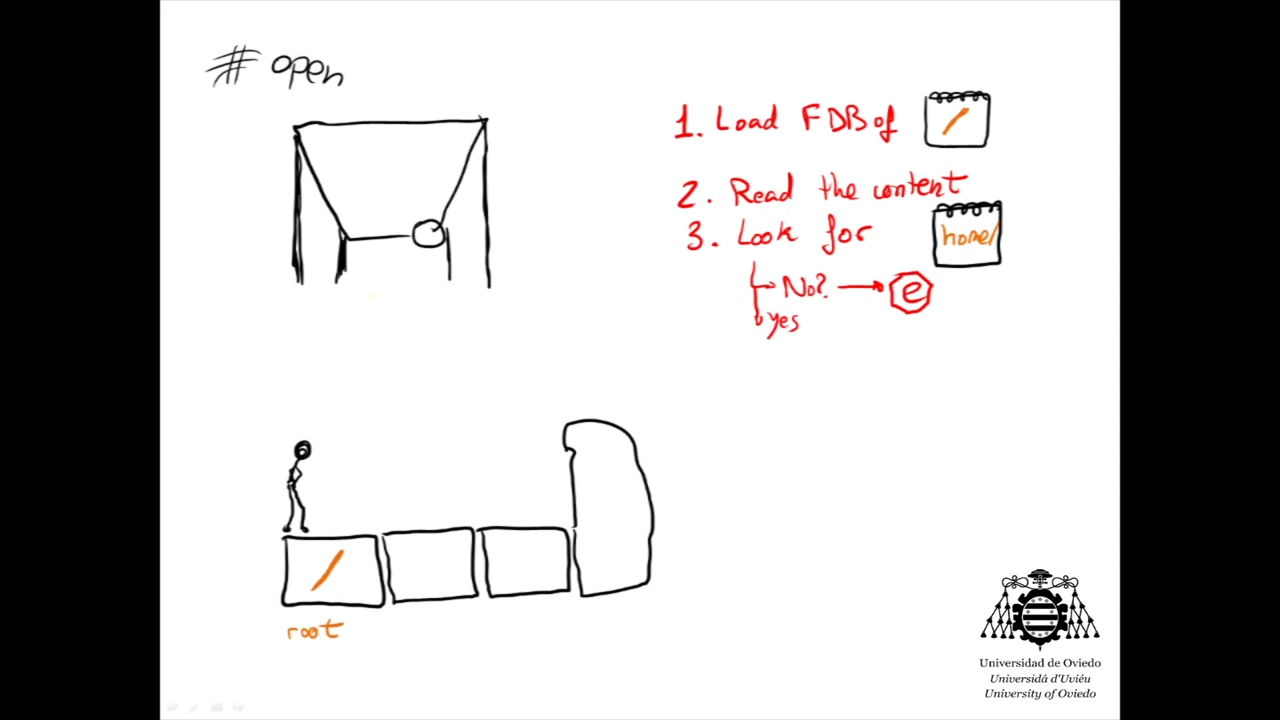 # open
1. Load FDB of /
2. Read the content
3. Look for home/
No? → e
yes
/
root
Universidad de Oviedo
Universidá d'Uviéu
University of Oviedo